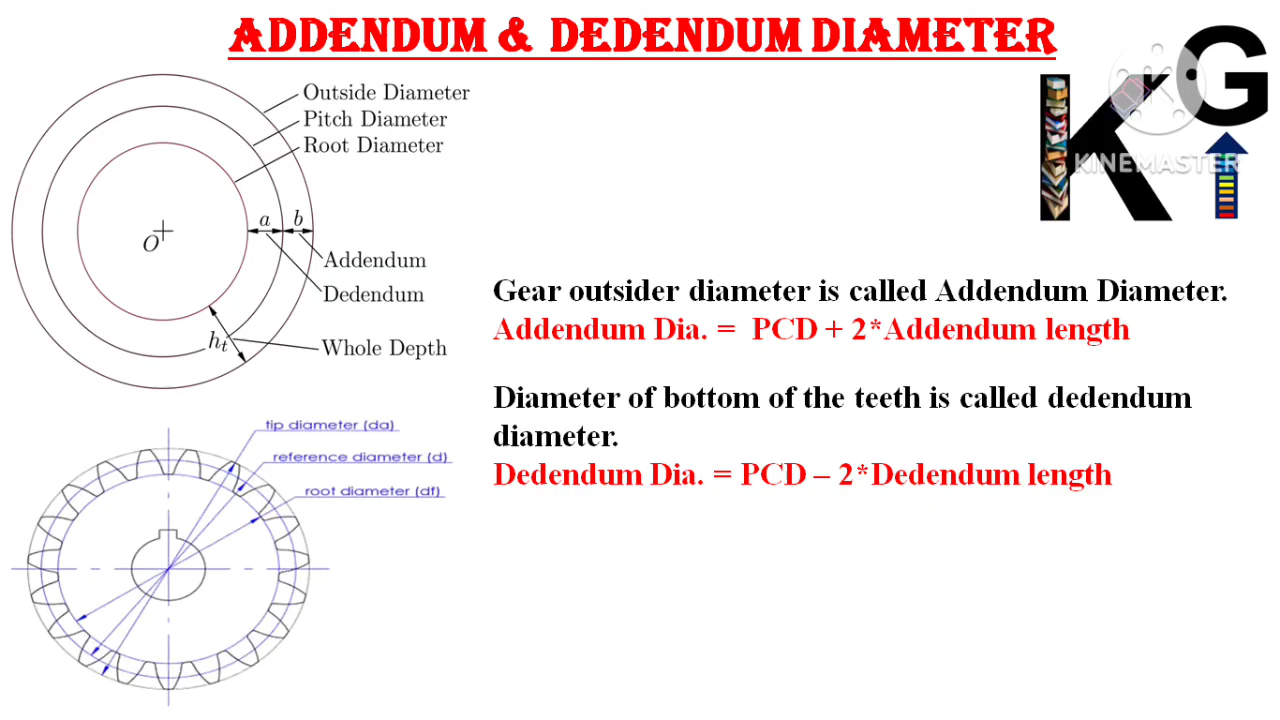 ADDENDUM & DEDENDUM DIAMETER
KG
KINEMASTER
Outside Diameter
Pitch Diameter
Root Diameter
a b
O
Addendum
Dedendum
h_t
Whole Depth
Gear outsider diameter is called Addendum Diameter.
Addendum Dia. = PCD + 2*Addendum length
Diameter of bottom of the teeth is called dedendum
diameter.
Dedendum Dia. = PCD – 2*Dedendum length
tip diameter (da)
reference diameter (d)
root diameter (df)